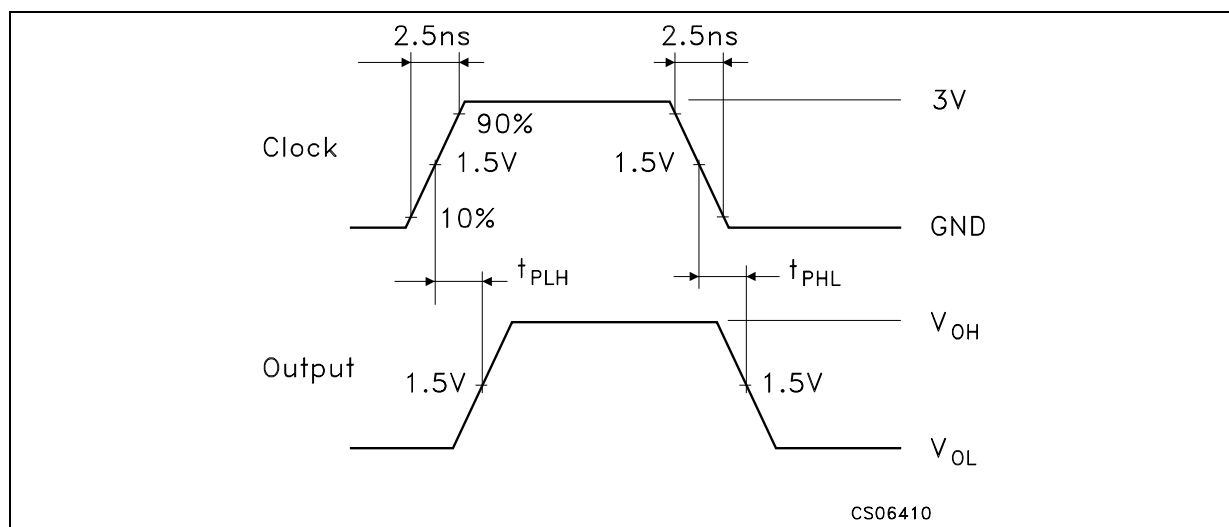 2.5ns 2.5ns
3V
90%
Clock
1.5V 1.5V
10%
GND
tPLH tPHL
VOH
Output
1.5V 1.5V
VOL
CS06410